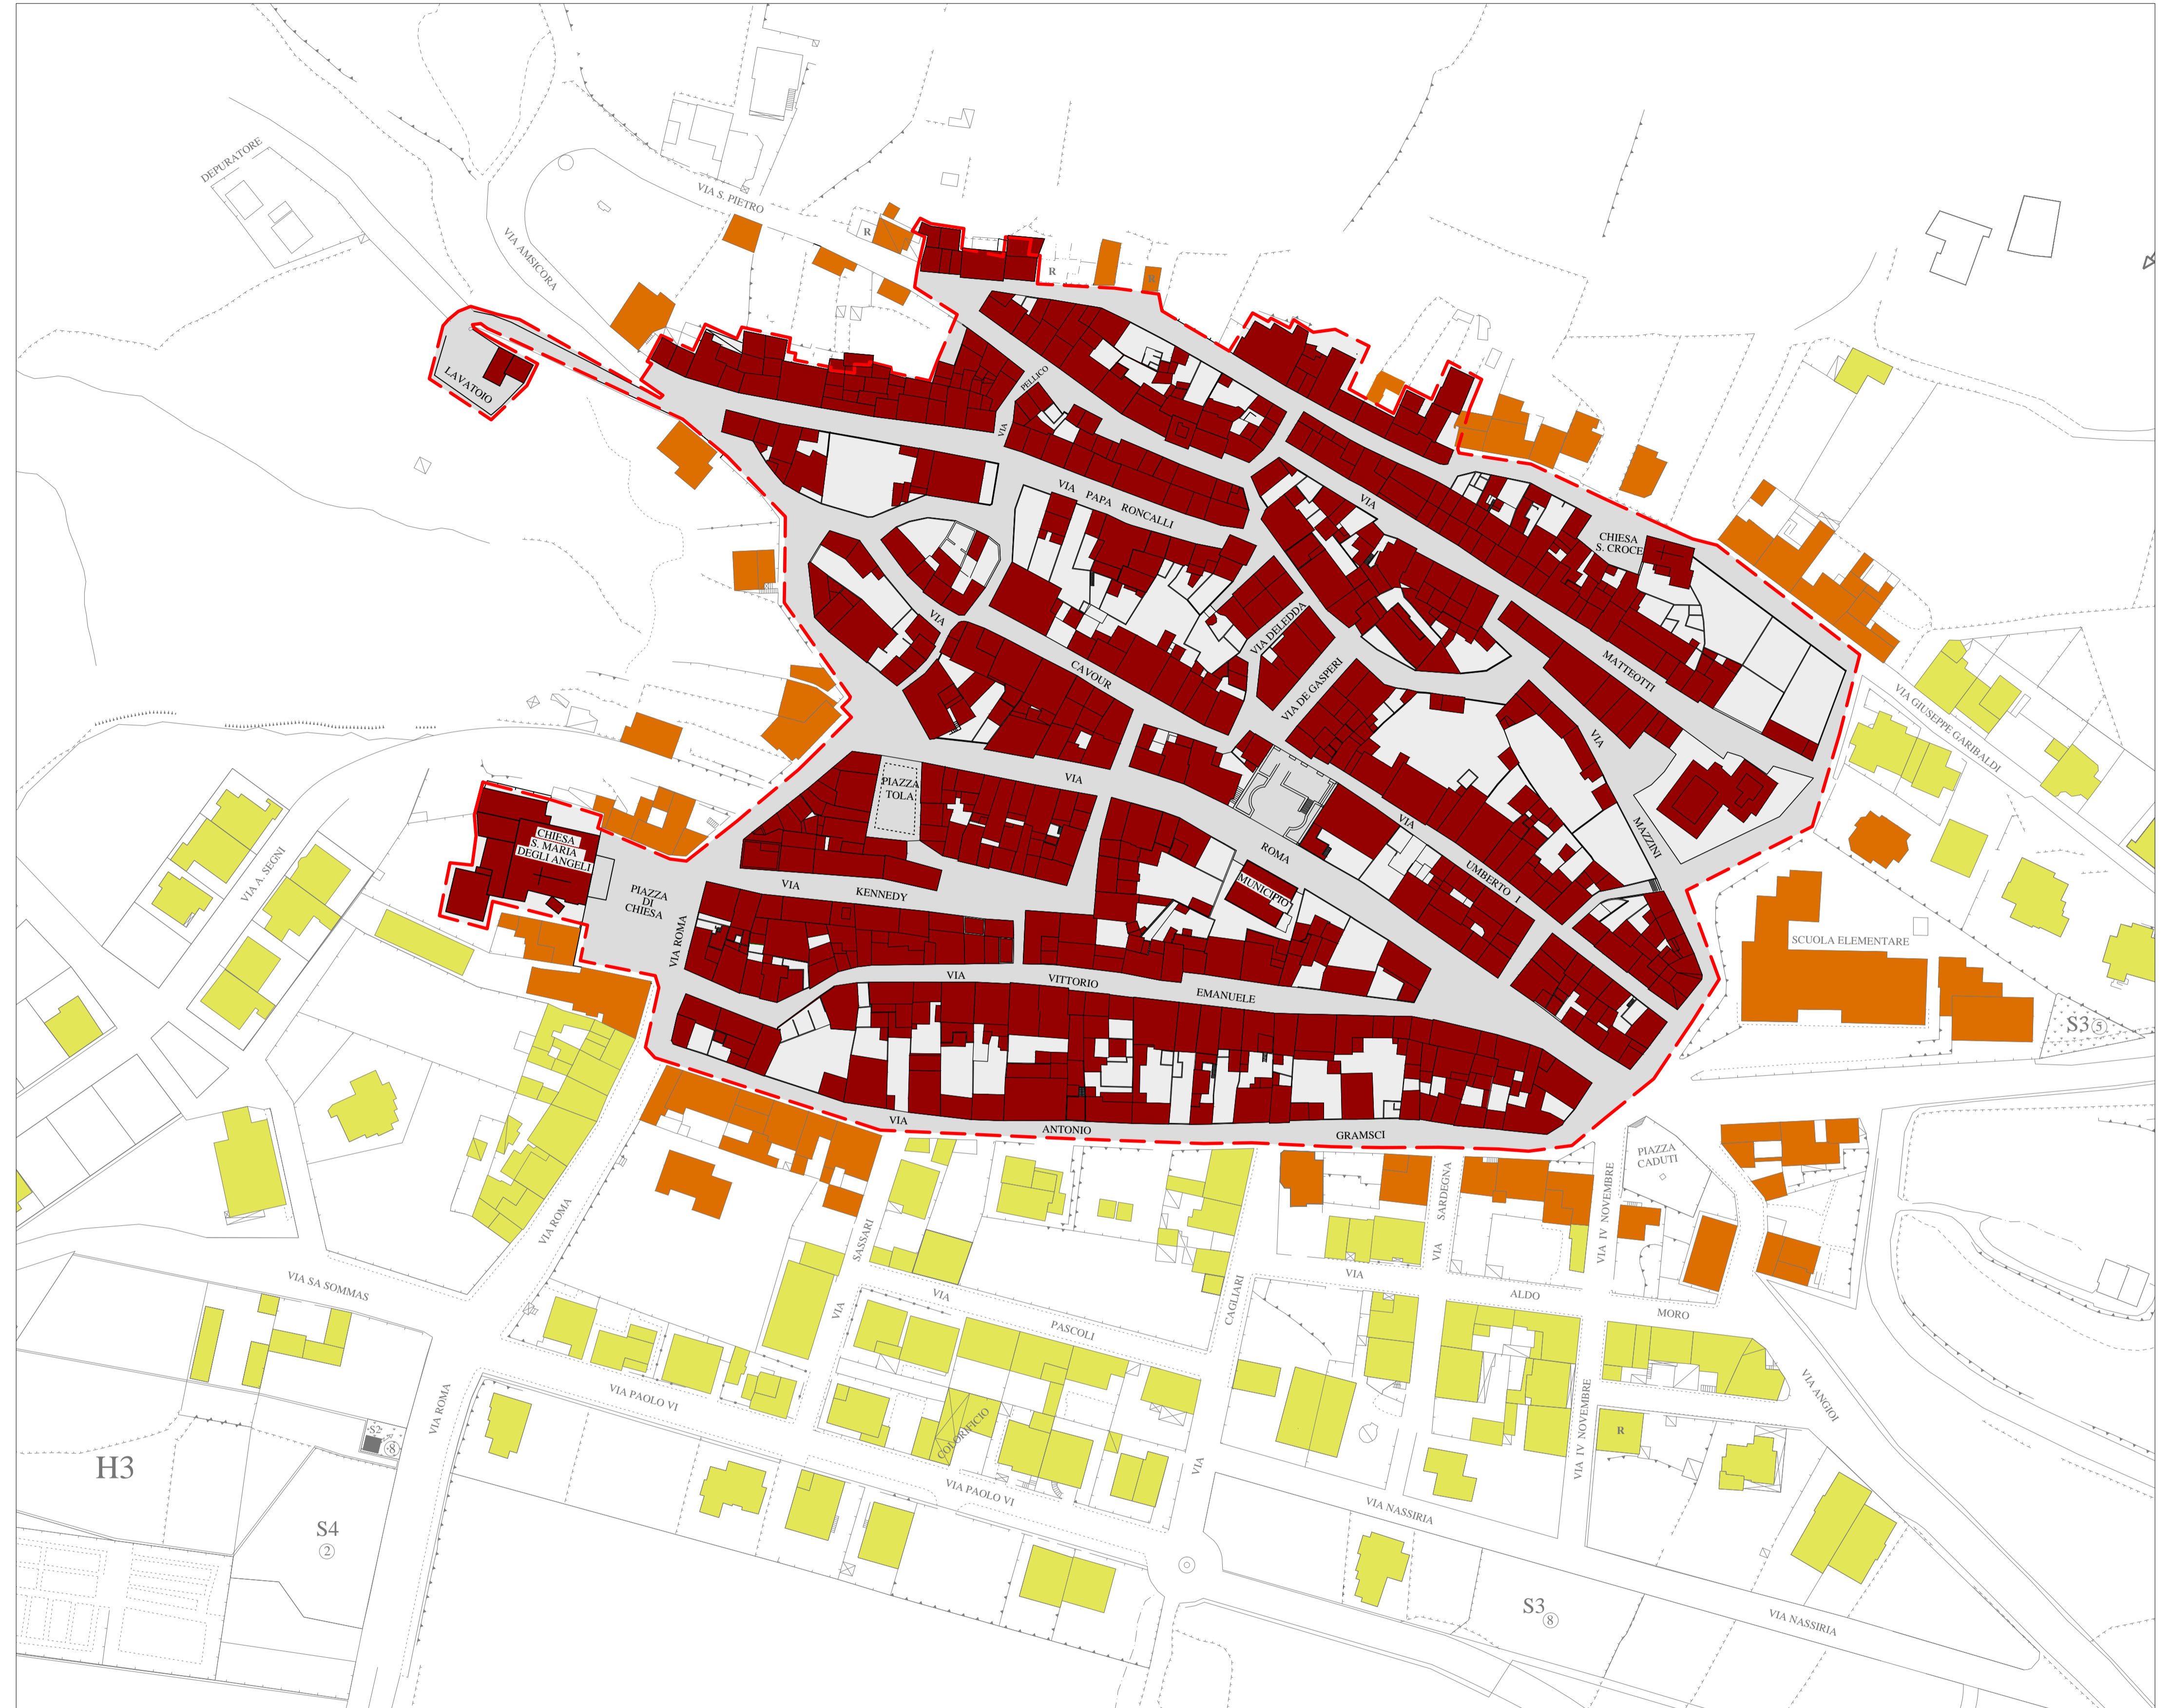 DEPURATORE
VIA S. PIETRO
VIA AMSICORA
R
R
R
LAVATOIO
VIA
PELLICO
VIA PAPA RONCALLI
VIA
MATTEOTTI
CHIESA
S. CROCE
VIA
CAVOUR
VIA DELEDDA
VIA DE GASPERI
VIA
MAZZINI
VIA GIUSEPPE GARIBALDI
PIAZZA
TOLA
VIA
ROMA
VIA
UMBERTO I
CHIESA
S. MARIA
DEGLI ANGELI
PIAZZA
DI
CHIESA
VIA A. SEGNI
VIA ROMA
VIA
KENNEDY
MUNICIPIO
SCUOLA ELEMENTARE
VIA
VITTORIO
EMANUELE
S3 5
VIA
ANTONIO
GRAMSCI
PIAZZA
CADUTI
VIA ROMA
VIA
SASSARI
VIA
SARDEGNA
VIA IV NOVEMBRE
VIA SA SOMMAS
VIA
PASCOLI
VIA
CAGLIARI
VIA
ALDO
MORO
VIA ROMA
VIA PAOLO VI
COLORIFICIO
VIA PAOLO VI
VIA IV NOVEMBRE
VIA ANGIOI
R
S2
8
H3
S4
2
VIA NASSIRIA
S3 8
VIA NASSIRIA